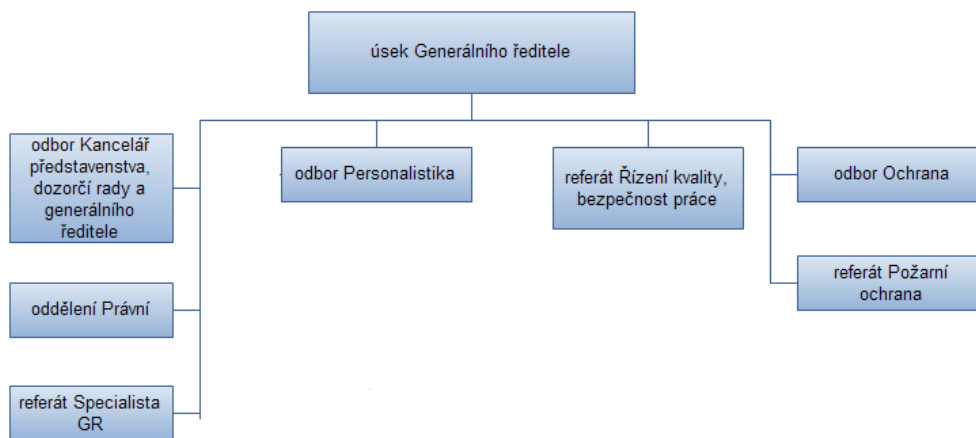 úsek Generálního ředitele
odbor Kancelář
představenstva,
dozorčí rady a
generálního
ředitele
odbor Personalistika
referát Řízení kvality,
bezpečnost práce
odbor Ochrana
oddělení Právní
referát Požarní
ochrana
referát Specialista
GR